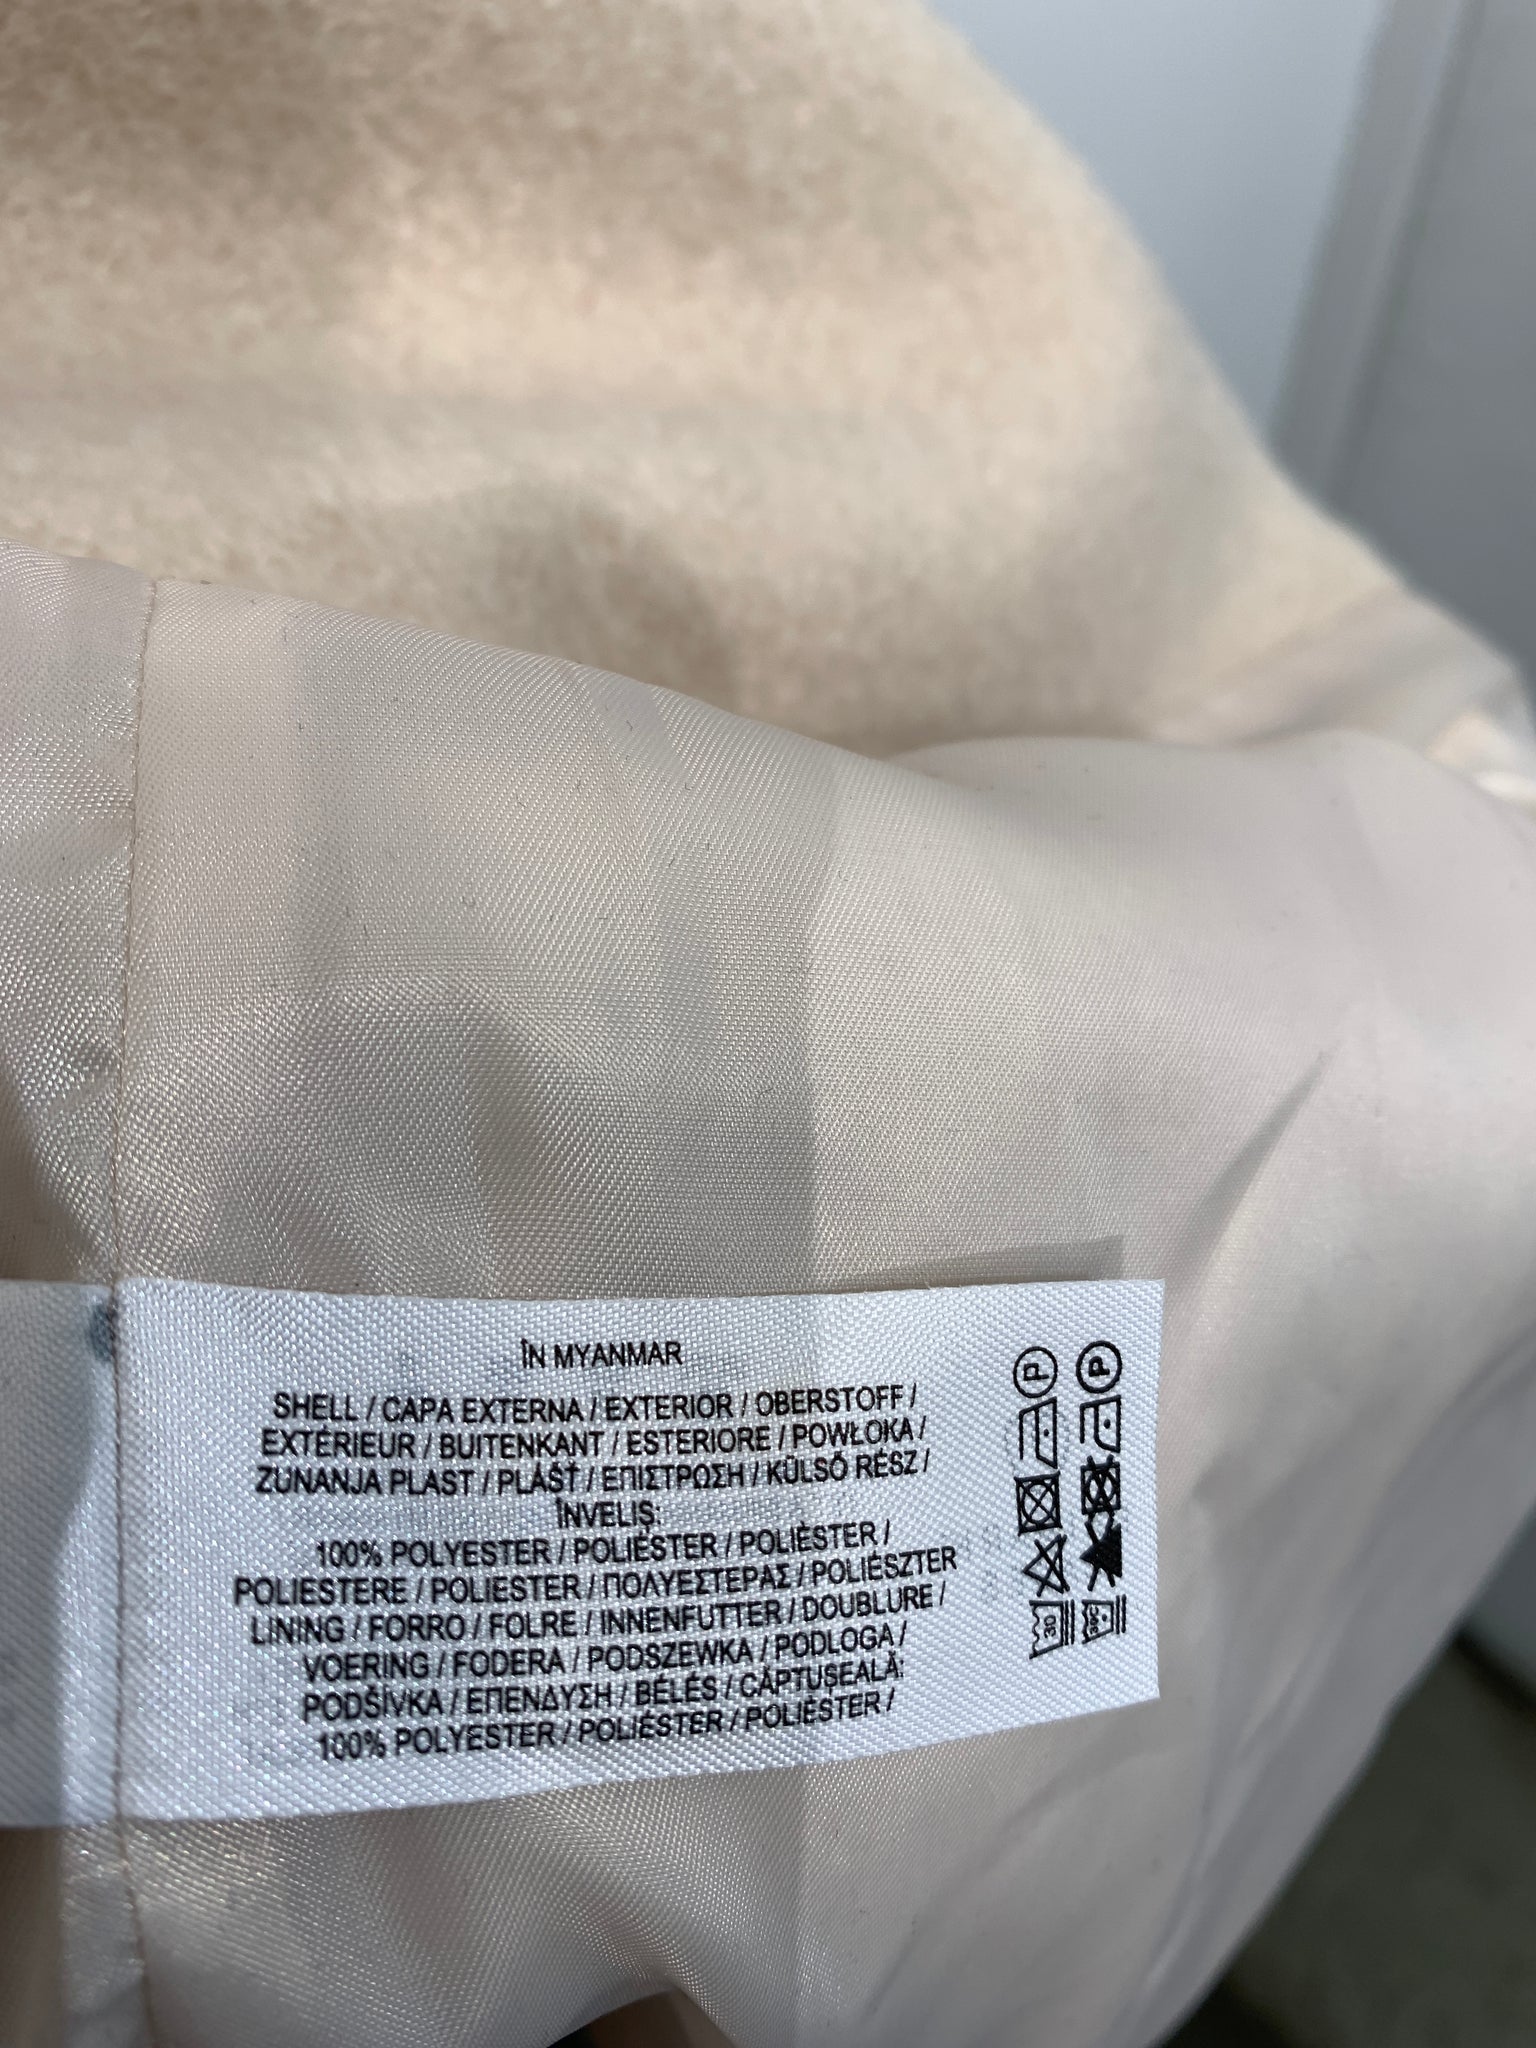 ÎN MYANMAR
SHELL / CAPA EXTERNA / EXTERIOR / OBERSTOFF /
EXTÉRIEUR / BUITENKANT / ESTERIORE / POWŁOKA /
ZUNANJA PLAST / PLÁŠŤ / ΕΠΙΣΤΡΩΣΗ / KÜLSŐ RÉSZ /
ÎNVELIȘ:
100% POLYESTER / POLIÉSTER / POLIÈSTER /
POLIESTERE / POLIESTER / ΠΟΛΥΕΣΤΕΡΑΣ / POLIÉSZTER
LINING / FORRO / FOLRE / INNENFUTTER / DOUBLURE /
VOERING / FODERA / PODSZEWKA / PODLOGA /
PODŠÍVKA / ΕΠΕΝΔΥΣΗ / BÉLÉS / CĂPTUȘEALĂ:
100% POLYESTER / POLIÉSTER / POLIÈSTER /
P P
30 30